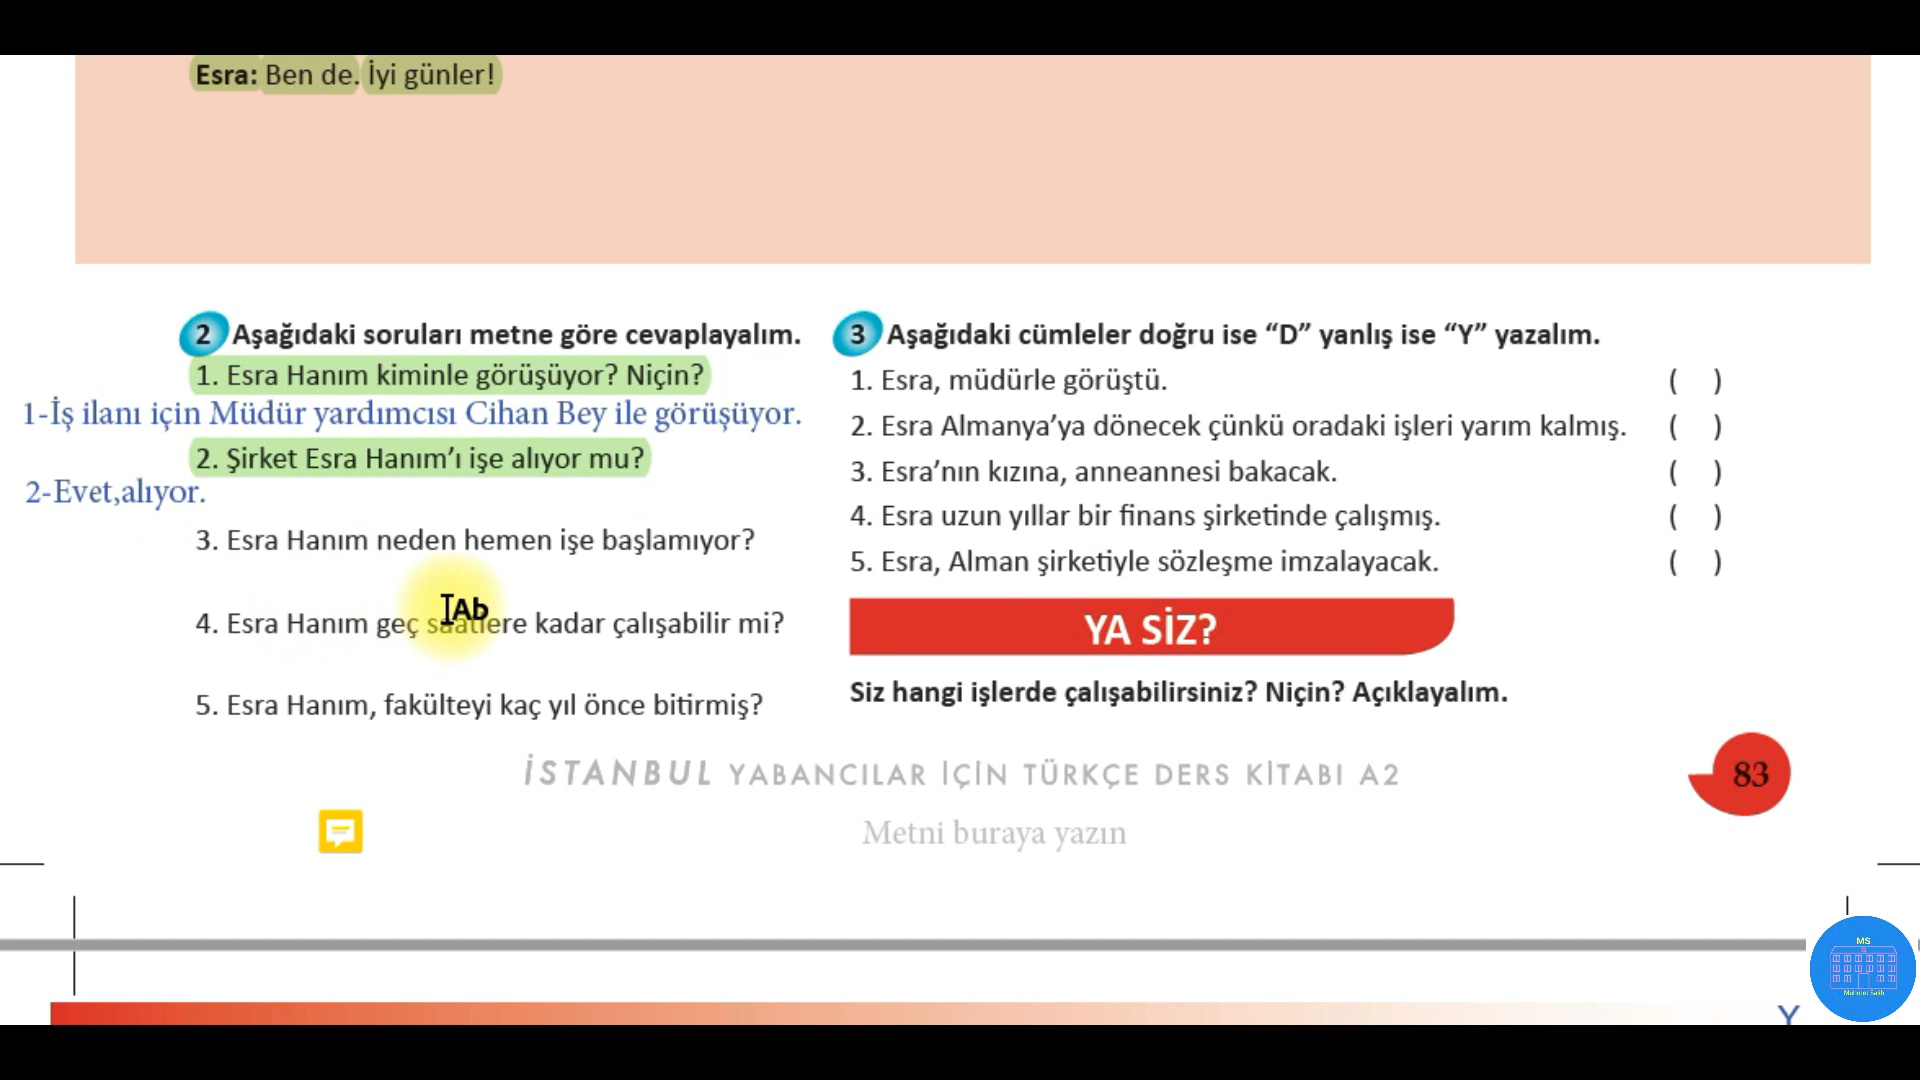 Esra: Ben de. İyi günler!
2 Aşağıdaki soruları metne göre cevaplayalım.
1. Esra Hanım kiminle görüşüyor? Niçin?
1-İş ilanı için Müdür yardımcısı Cihan Bey ile görüşüyor.
2. Şirket Esra Hanım’ı işe alıyor mu?
2-Evet,alıyor.
3. Esra Hanım neden hemen işe başlamıyor?
Ab
4. Esra Hanım geç saatlere kadar çalışabilir mi?
5. Esra Hanım, fakülteyi kaç yıl önce bitirmiş?
3 Aşağıdaki cümleler doğru ise “D” yanlış ise “Y” yazalım.
1. Esra, müdürle görüştü. ( )
2. Esra Almanya’ya dönecek çünkü oradaki işleri yarım kalmış. ( )
3. Esra’nın kızına, anneannesi bakacak. ( )
4. Esra uzun yıllar bir finans şirketinde çalışmış. ( )
5. Esra, Alman şirketiyle sözleşme imzalayacak. ( )
YA SİZ?
Siz hangi işlerde çalışabilirsiniz? Niçin? Açıklayalım.
İSTANBUL YABANCILAR İÇİN TÜRKÇE DERS KİTABI A2
83
Metni buraya yazın
MS
Mehmet Salih
Y